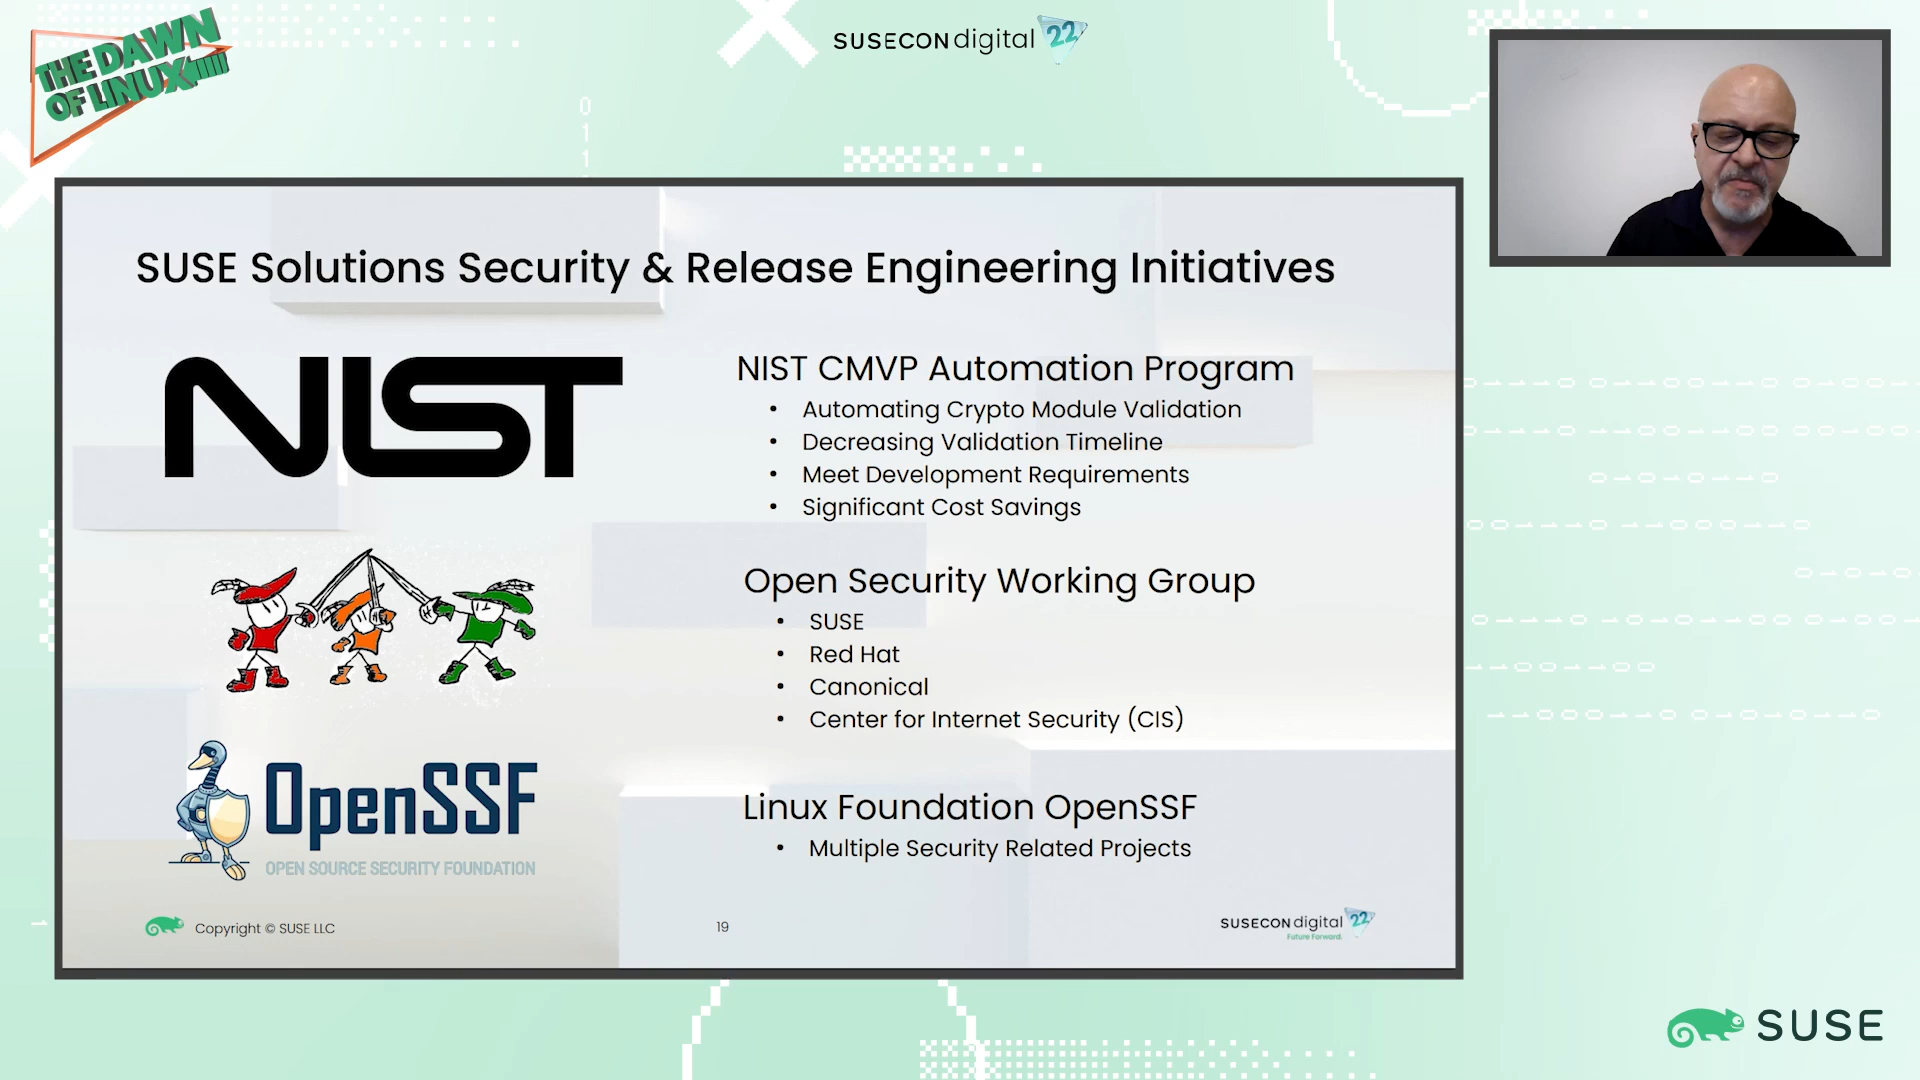 THE DAWN
OF LINUX
SUSECON digital 22
0
1
1
SUSE Solutions Security & Release Engineering Initiatives
NIST
NIST CMVP Automation Program
• Automating Crypto Module Validation
• Decreasing Validation Timeline
• Meet Development Requirements
• Significant Cost Savings
Open Security Working Group
• SUSE
• Red Hat
• Canonical
• Center for Internet Security (CIS)
OpenSSF
OPEN SOURCE SECURITY FOUNDATION
Linux Foundation OpenSSF
• Multiple Security Related Projects
Copyright © SUSE LLC
19
SUSECON digital 22
Future Forward.
SUSE